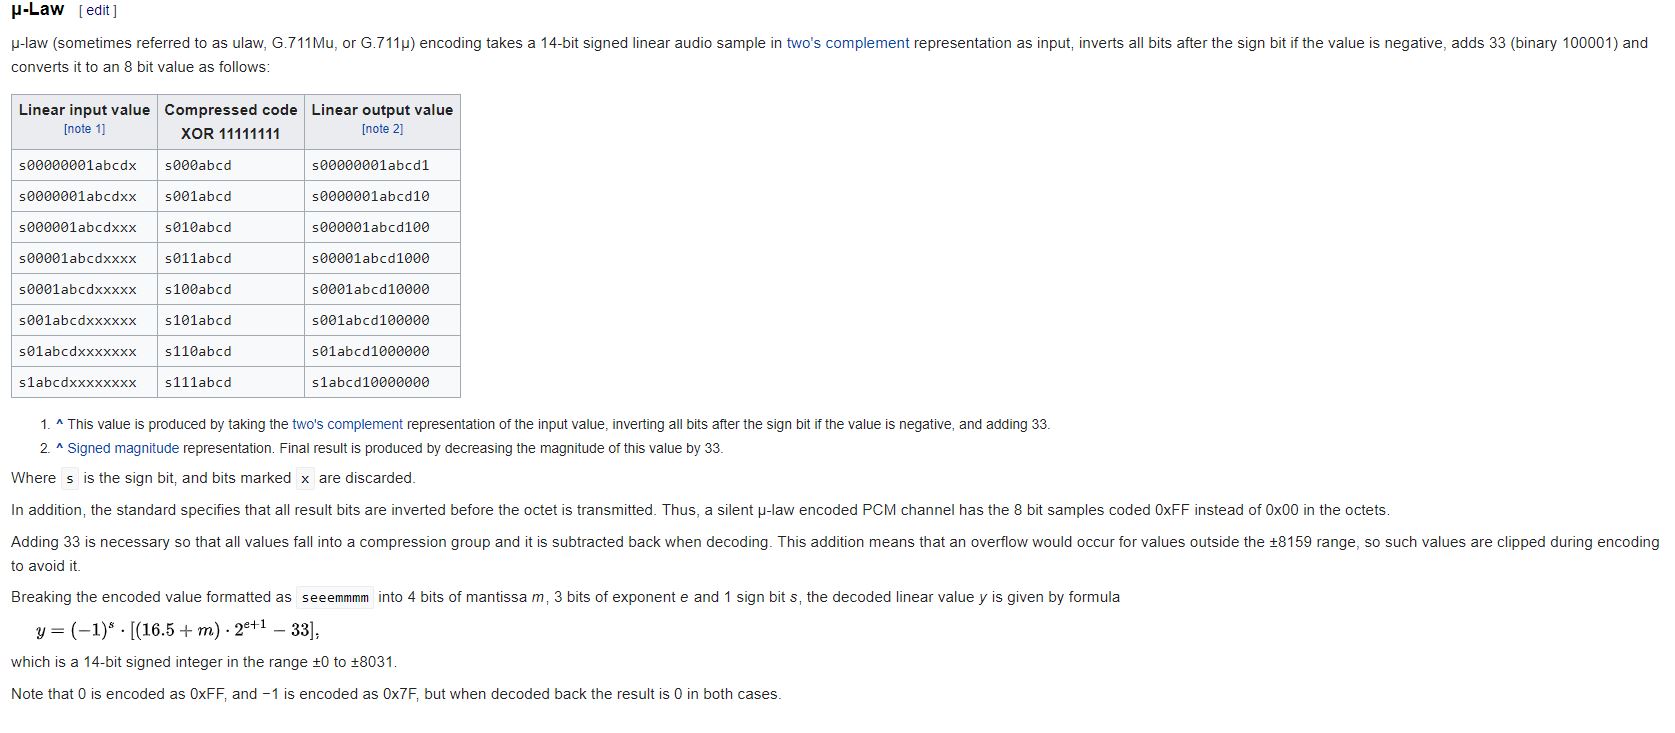 μ-Law [ edit ]
μ-law (sometimes referred to as ulaw, G.711Mu, or G.711μ) encoding takes a 14-bit signed linear audio sample in two's complement representation as input, inverts all bits after the sign bit if the value is negative, adds 33 (binary 100001) and
converts it to an 8 bit value as follows:
Linear input value [note 1] Compressed code XOR 11111111 Linear output value [note 2]
s00000001abcdx s000abcd s00000001abcd1
s0000001abcdxx s001abcd s0000001abcd10
s000001abcdxxx s010abcd s000001abcd100
s00001abcdxxxx s011abcd s00001abcd1000
s0001abcdxxxxx s100abcd s0001abcd10000
s001abcdxxxxxx s101abcd s001abcd100000
s01abcdxxxxxxx s110abcd s01abcd1000000
s1abcdxxxxxxxx s111abcd s1abcd10000000
1. ^ This value is produced by taking the two's complement representation of the input value, inverting all bits after the sign bit if the value is negative, and adding 33.
2. ^ Signed magnitude representation. Final result is produced by decreasing the magnitude of this value by 33.
Where s is the sign bit, and bits marked x are discarded.
In addition, the standard specifies that all result bits are inverted before the octet is transmitted. Thus, a silent μ-law encoded PCM channel has the 8 bit samples coded 0xFF instead of 0x00 in the octets.
Adding 33 is necessary so that all values fall into a compression group and it is subtracted back when decoding. This addition means that an overflow would occur for values outside the ±8159 range, so such values are clipped during encoding
to avoid it.
Breaking the encoded value formatted as seeemmmm into 4 bits of mantissa m, 3 bits of exponent e and 1 sign bit s, the decoded linear value y is given by formula
y = (−1)^s · [(16.5 + m) · 2^(e+1) − 33],
which is a 14-bit signed integer in the range ±0 to ±8031.
Note that 0 is encoded as 0xFF, and −1 is encoded as 0x7F, but when decoded back the result is 0 in both cases.